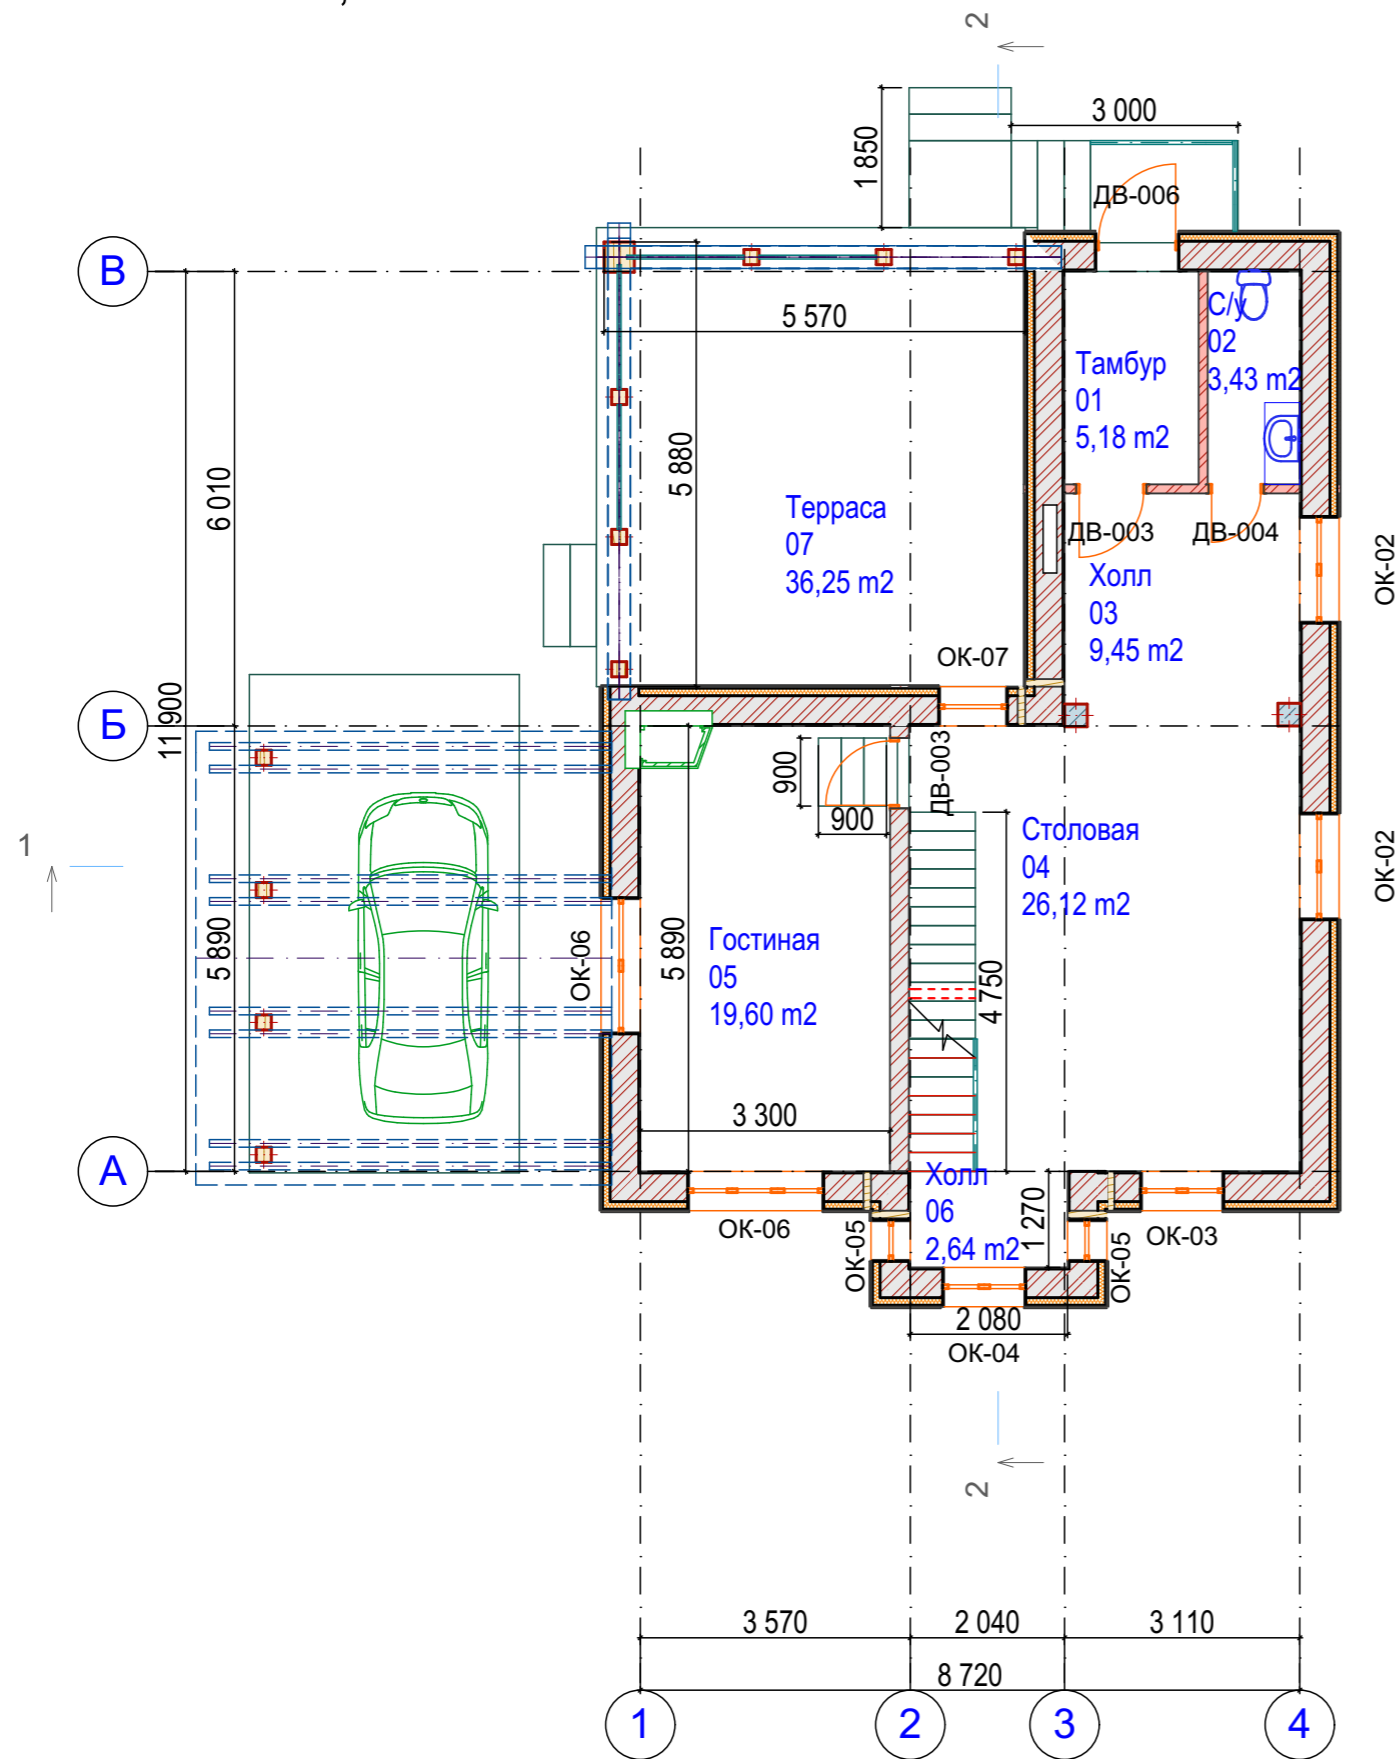 2
3 000
1 850
ДВ-006
В
5 570
С/у
02
3,43 m2
Тамбур
01
5,18 m2
6 010
5 880
Терраса
07
36,25 m2
ДВ-003
ДВ-004
ОК-02
Холл
03
9,45 m2
ОК-07
Б
11 900
900
900
ДВ-003
1
Столовая
04
26,12 m2
ОК-02
5 890
ОК-06
5 890
Гостиная
05
19,60 m2
4 750
3 300
А
Холл
06
2,64 m2
1 270
ОК-06
ОК-05
ОК-05
ОК-03
2 080
ОК-04
2
3 570
2 040
3 110
8 720
1
2
3
4